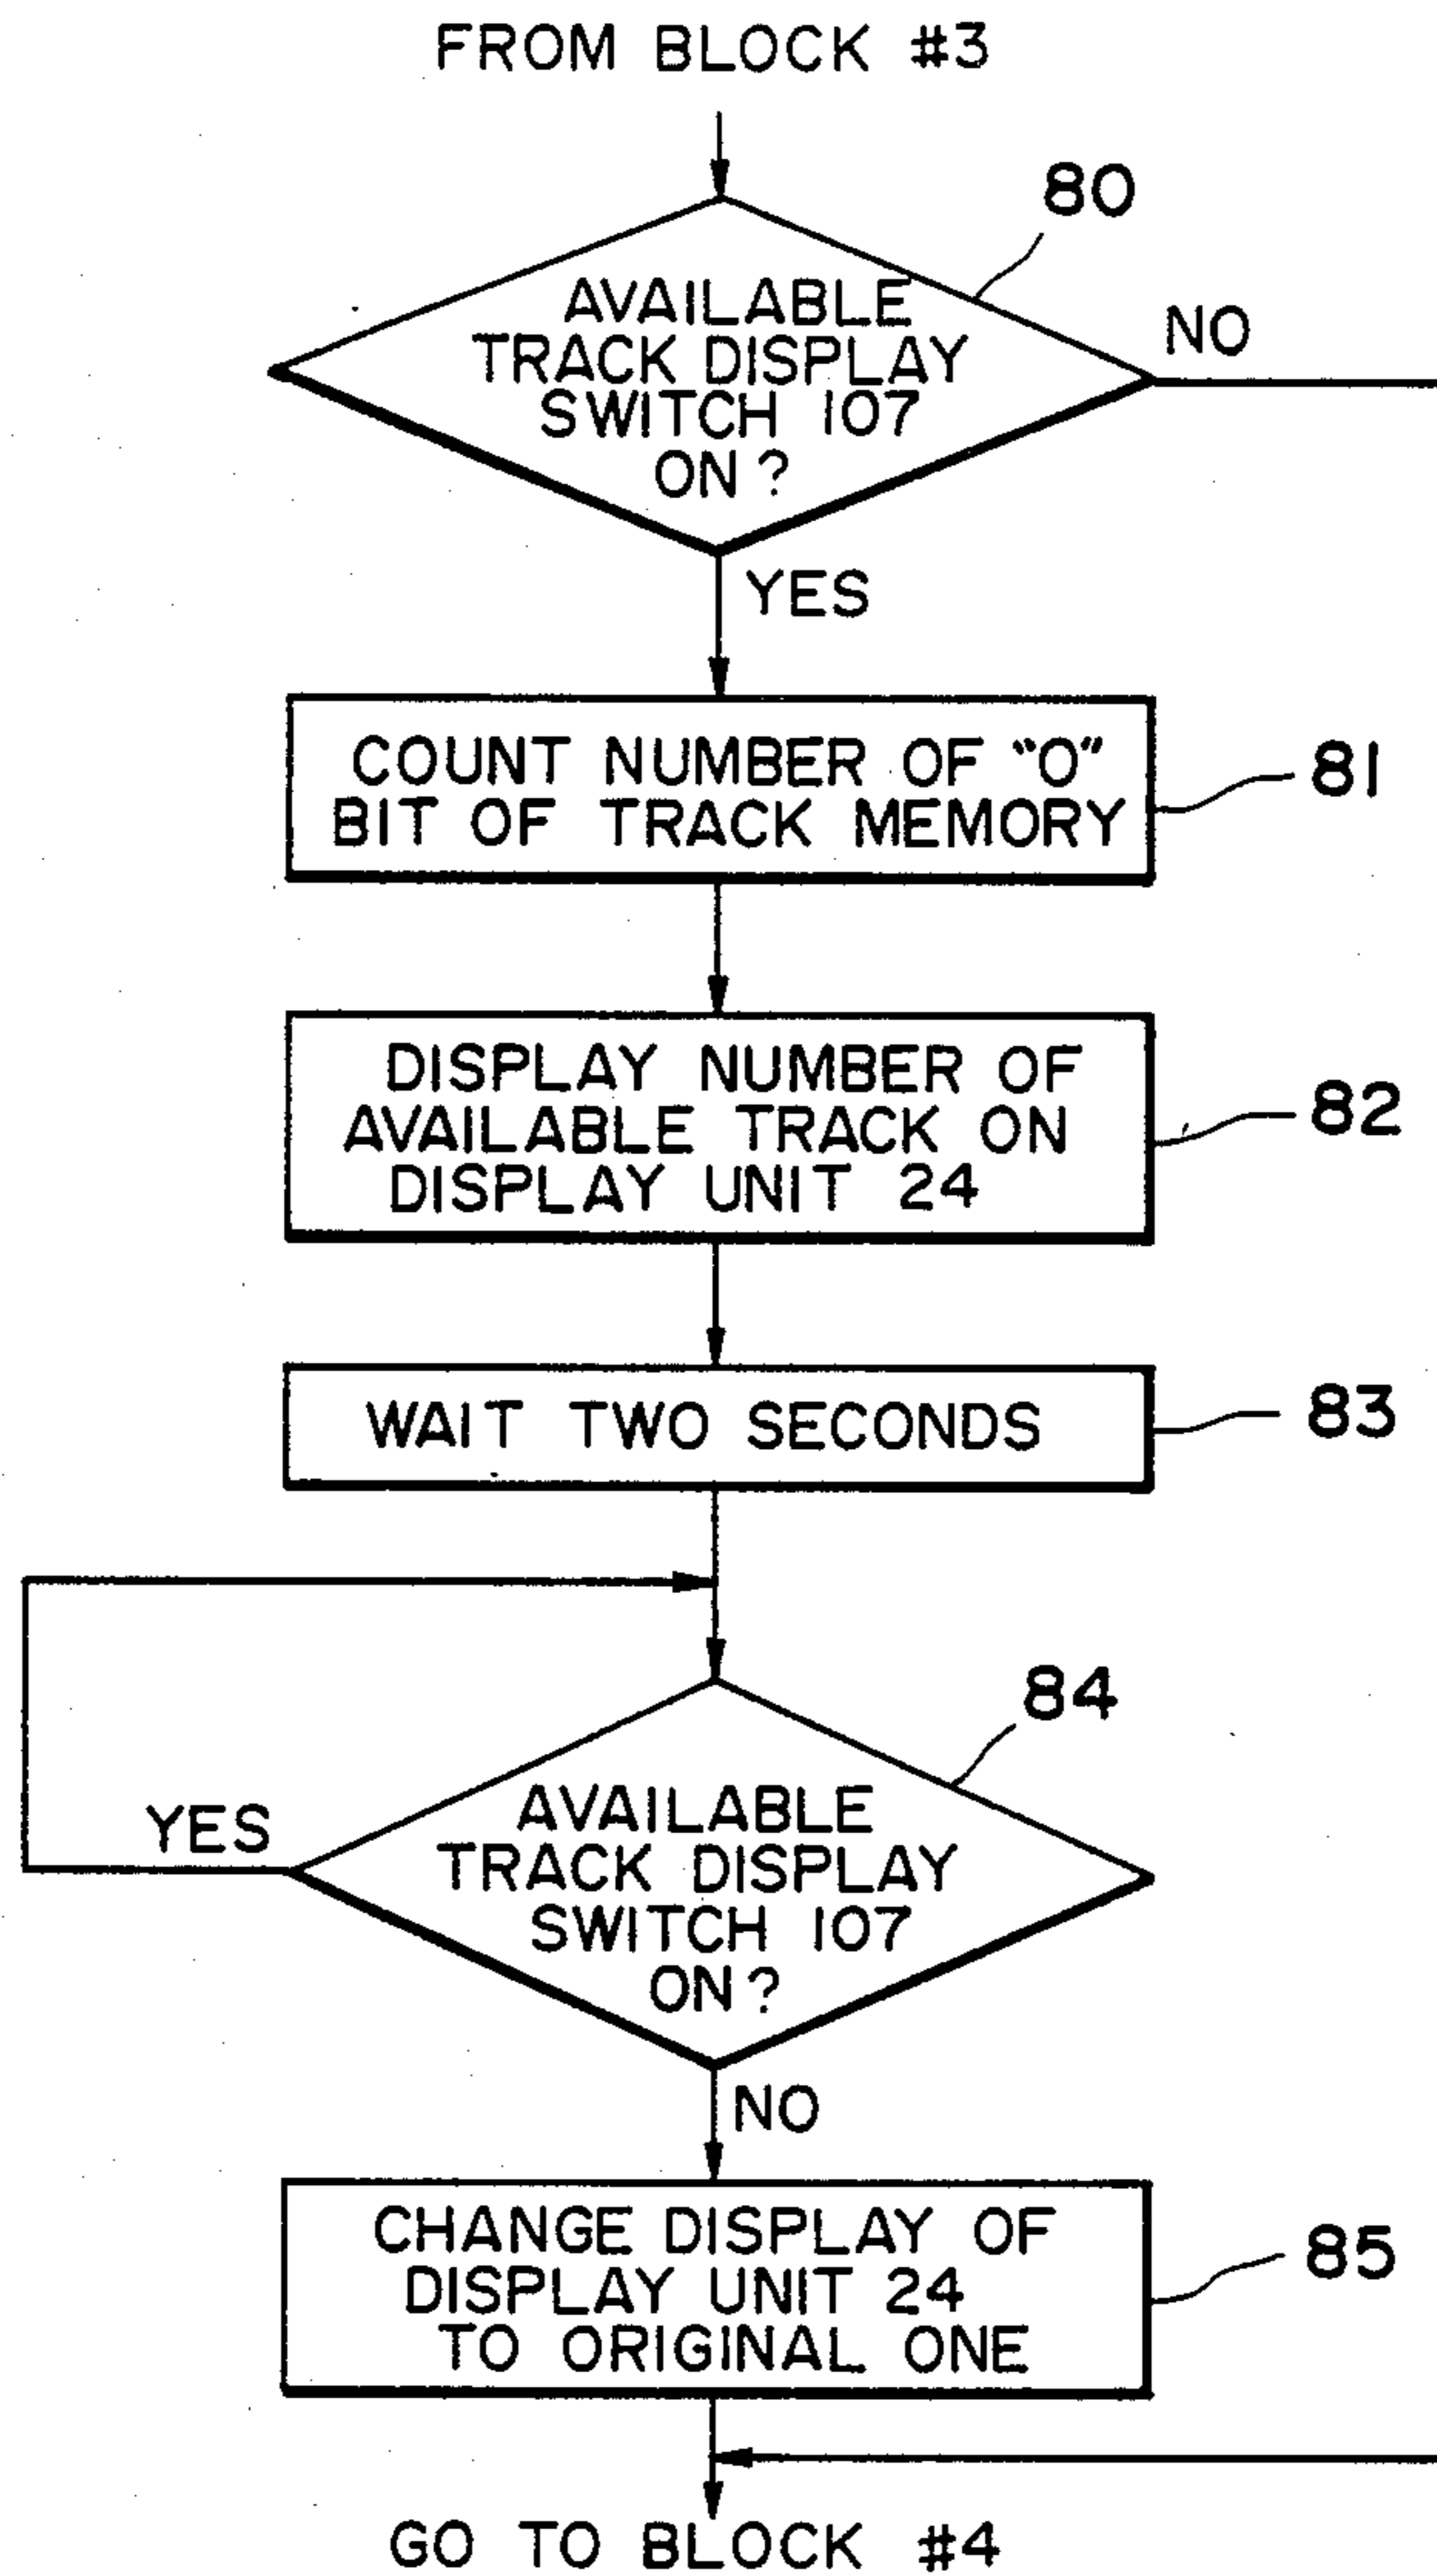 FROM BLOCK #3
80
AVAILABLE
TRACK DISPLAY
SWITCH 107
ON?
NO
YES
COUNT NUMBER OF "O"
BIT OF TRACK MEMORY
81
DISPLAY NUMBER OF
AVAILABLE TRACK ON
DISPLAY UNIT 24
82
WAIT TWO SECONDS
83
84
AVAILABLE
TRACK DISPLAY
SWITCH 107
ON?
YES
NO
CHANGE DISPLAY OF
DISPLAY UNIT 24
TO ORIGINAL ONE
85
GO TO BLOCK #4